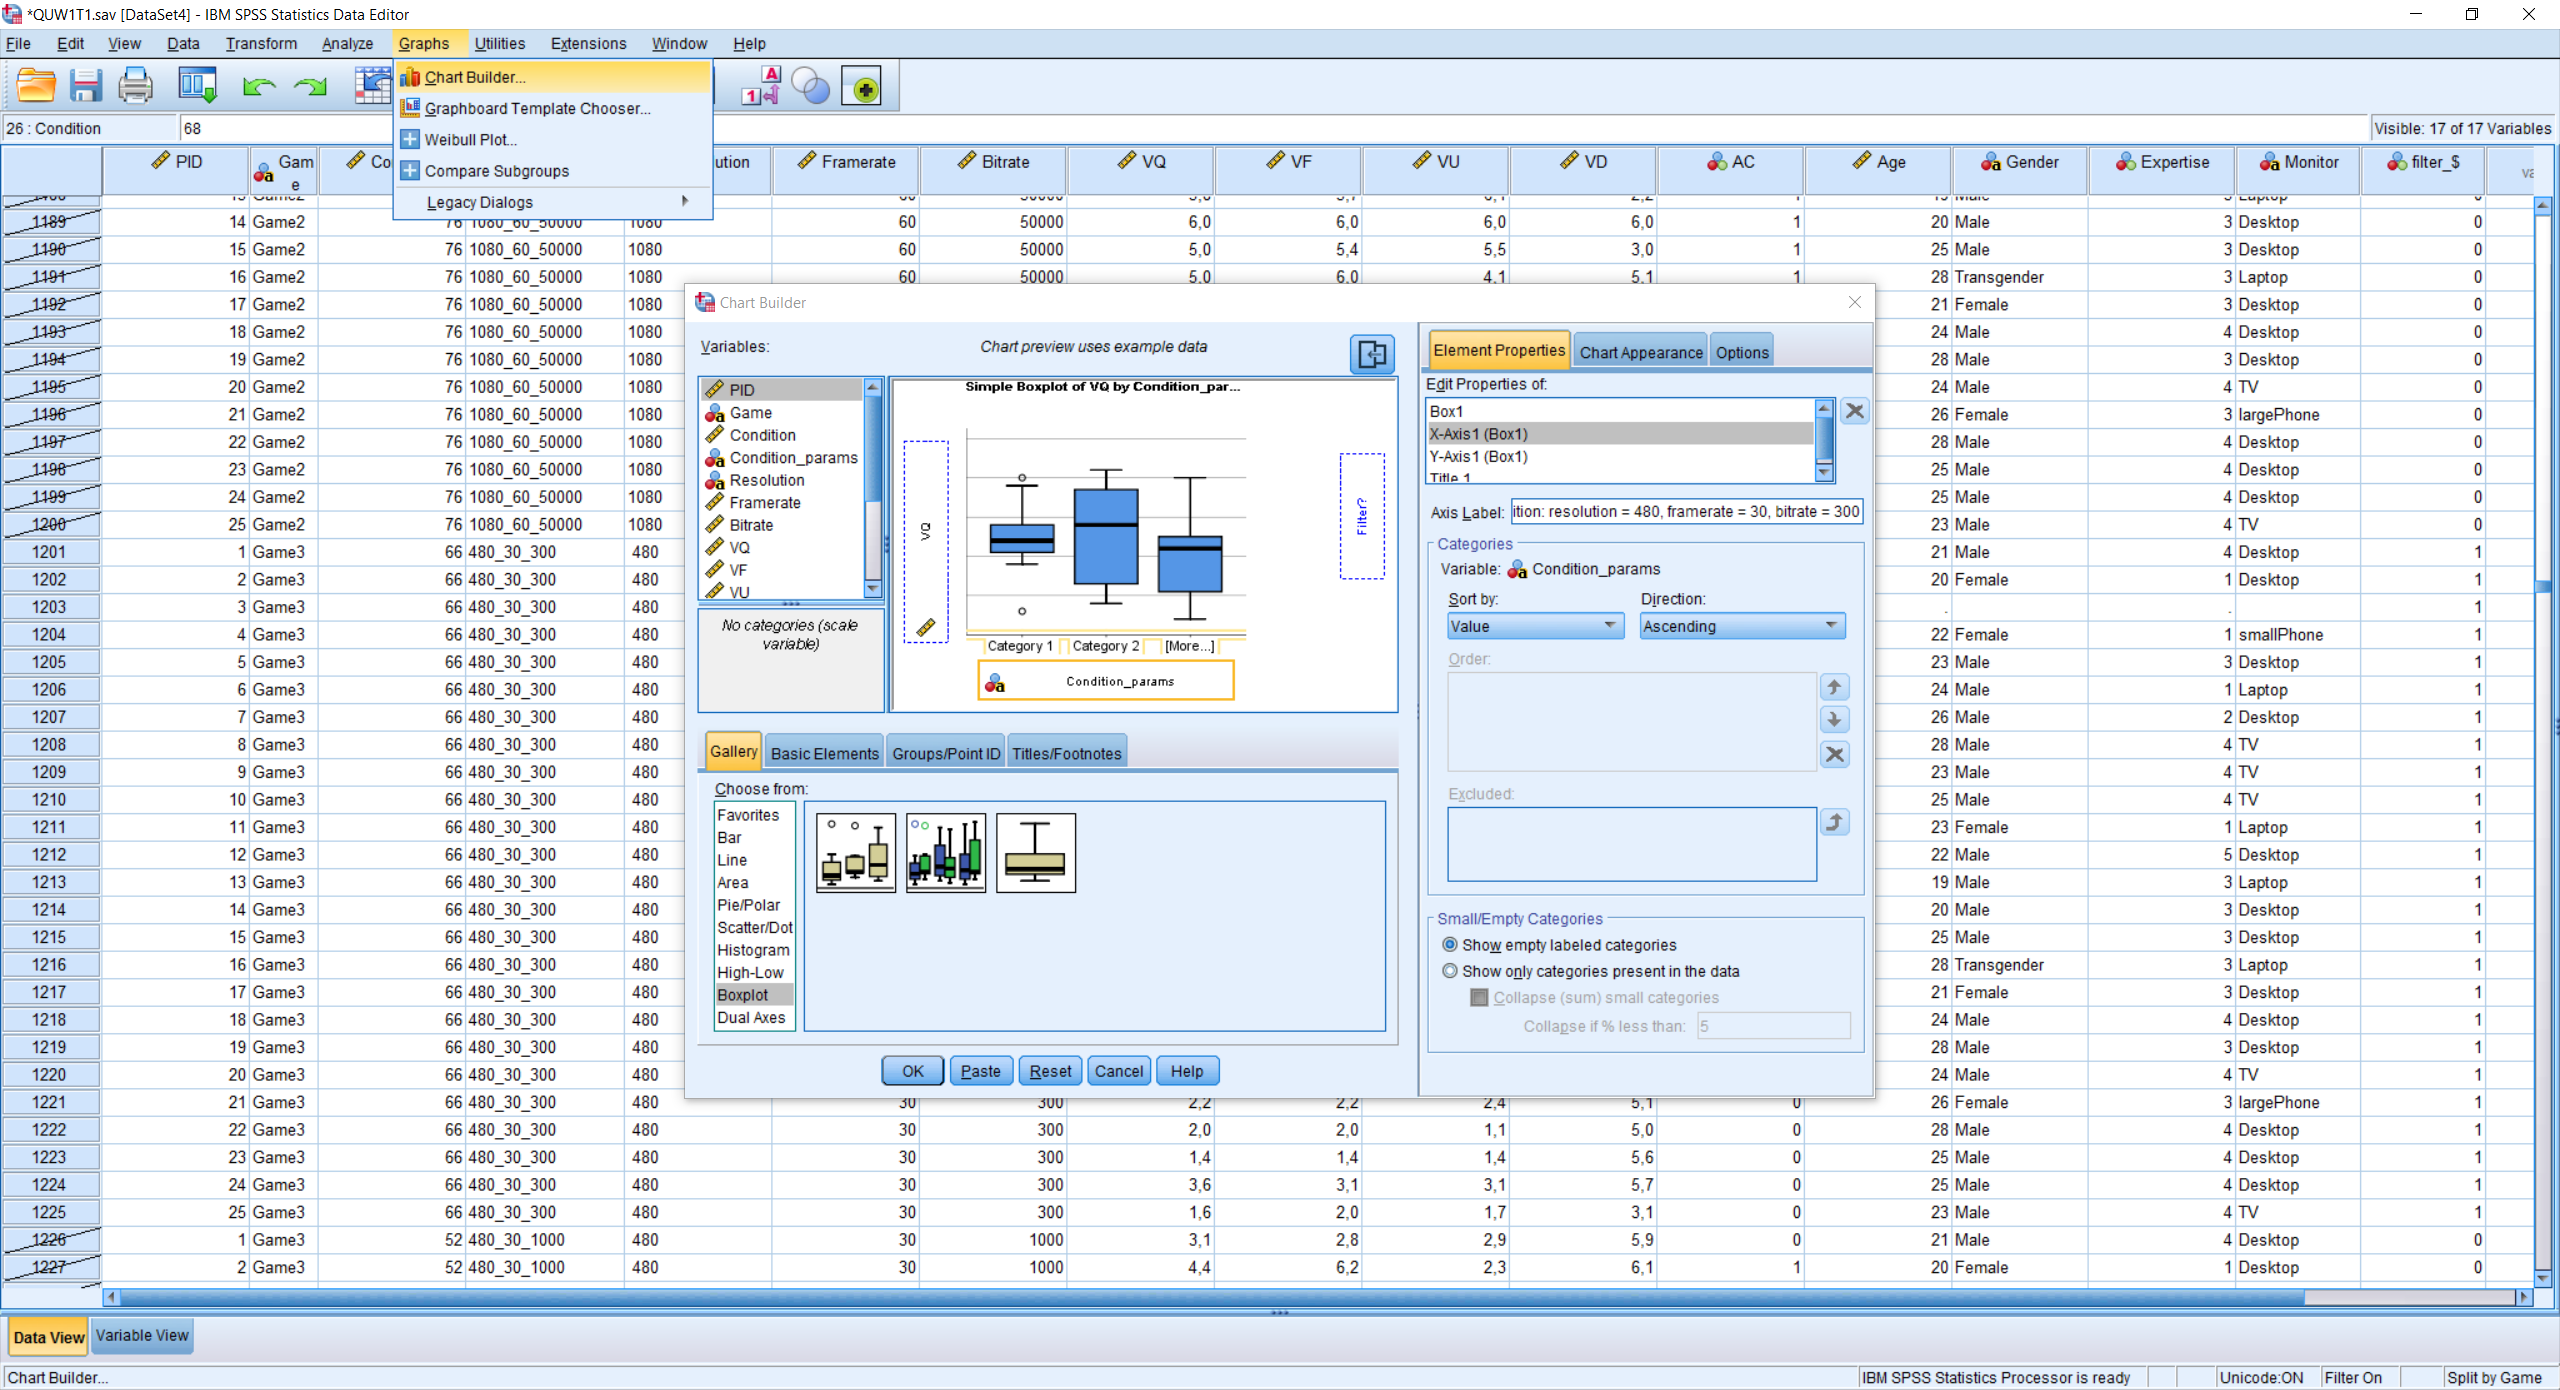 *QUW1T1.sav [DataSet4] - IBM SPSS Statistics Data Editor
File Edit View Data Transform Analyze Graphs Utilities Extensions Window Help
Chart Builder...
Graphboard Template Chooser...
Weibull Plot...
Compare Subgroups
Legacy Dialogs
26 : Condition 68
Visible: 17 of 17 Variables
PID Game Co ution Framerate Bitrate VQ VF VU VD AC Age Gender Expertise Monitor filter_$
1189 14 Game2 76 1080_60_50000 1080 60 50000 6,0 6,0 6,0 6,0 1 20 Male 3 Desktop 0
1190 15 Game2 76 1080_60_50000 1080 60 50000 5,0 5,4 5,5 3,0 1 25 Male 3 Desktop 0
1191 16 Game2 76 1080_60_50000 1080 60 50000 5,0 6,0 4,1 5,1 1 28 Transgender 3 Laptop 0
1192 17 Game2 76 1080_60_50000 1080 21 Female 3 Desktop 0
1193 18 Game2 76 1080_60_50000 1080 24 Male 4 Desktop 0
1194 19 Game2 76 1080_60_50000 1080 28 Male 3 Desktop 0
1195 20 Game2 76 1080_60_50000 1080 24 Male 4 TV 0
1196 21 Game2 76 1080_60_50000 1080 26 Female 3 largePhone 0
1197 22 Game2 76 1080_60_50000 1080 28 Male 4 Desktop 0
1198 23 Game2 76 1080_60_50000 1080 25 Male 4 Desktop 0
1199 24 Game2 76 1080_60_50000 1080 25 Male 4 Desktop 0
1200 25 Game2 76 1080_60_50000 1080 23 Male 4 TV 0
1201 1 Game3 66 480_30_300 480 21 Male 4 Desktop 1
1202 2 Game3 66 480_30_300 480 20 Female 1 Desktop 1
1203 3 Game3 66 480_30_300 480 . . 1
1204 4 Game3 66 480_30_300 480 22 Female 1 smallPhone 1
1205 5 Game3 66 480_30_300 480 23 Male 3 Desktop 1
1206 6 Game3 66 480_30_300 480 24 Male 1 Laptop 1
1207 7 Game3 66 480_30_300 480 26 Male 2 Desktop 1
1208 8 Game3 66 480_30_300 480 28 Male 4 TV 1
1209 9 Game3 66 480_30_300 480 23 Male 4 TV 1
1210 10 Game3 66 480_30_300 480 25 Male 4 TV 1
1211 11 Game3 66 480_30_300 480 23 Female 1 Laptop 1
1212 12 Game3 66 480_30_300 480 22 Male 5 Desktop 1
1213 13 Game3 66 480_30_300 480 19 Male 3 Laptop 1
1214 14 Game3 66 480_30_300 480 20 Male 3 Desktop 1
1215 15 Game3 66 480_30_300 480 25 Male 3 Desktop 1
1216 16 Game3 66 480_30_300 480 28 Transgender 3 Laptop 1
1217 17 Game3 66 480_30_300 480 21 Female 3 Desktop 1
1218 18 Game3 66 480_30_300 480 24 Male 4 Desktop 1
1219 19 Game3 66 480_30_300 480 28 Male 3 Desktop 1
1220 20 Game3 66 480_30_300 480 24 Male 4 TV 1
1221 21 Game3 66 480_30_300 480 30 300 2,2 2,2 2,4 5,1 0 26 Female 3 largePhone 1
1222 22 Game3 66 480_30_300 480 30 300 2,0 2,0 1,1 5,0 0 28 Male 4 Desktop 1
1223 23 Game3 66 480_30_300 480 30 300 1,4 1,4 1,4 5,6 0 25 Male 4 Desktop 1
1224 24 Game3 66 480_30_300 480 30 300 3,6 3,1 3,1 5,7 0 25 Male 4 Desktop 1
1225 25 Game3 66 480_30_300 480 30 300 1,6 2,0 1,7 3,1 0 23 Male 4 TV 1
1226 1 Game3 52 480_30_1000 480 30 1000 3,1 2,8 2,9 5,9 0 21 Male 4 Desktop 0
1227 2 Game3 52 480_30_1000 480 30 1000 4,4 6,2 2,3 6,1 1 20 Female 1 Desktop 0
Chart Builder
Variables:
Chart preview uses example data
PID
Game
Condition
Condition_params
Resolution
Framerate
Bitrate
VQ
VF
VU
No categories (scale variable)
Simple Boxplot of VQ by Condition_par...
VQ
Filter?
Category 1 Category 2 [More...]
Condition_params
Gallery Basic Elements Groups/Point ID Titles/Footnotes
Choose from:
Favorites
Bar
Line
Area
Pie/Polar
Scatter/Dot
Histogram
High-Low
Boxplot
Dual Axes
OK Paste Reset Cancel Help
Element Properties Chart Appearance Options
Edit Properties of:
Box1
X-Axis1 (Box1)
Y-Axis1 (Box1)
Title 1
Axis Label: ition: resolution = 480, framerate = 30, bitrate = 300
Categories
Variable: Condition_params
Sort by: Direction:
Value Ascending
Order:
Excluded:
Small/Empty Categories
Show empty labeled categories
Show only categories present in the data
Collapse (sum) small categories
Collapse if % less than: 5
Data View Variable View
Chart Builder...
IBM SPSS Statistics Processor is ready Unicode:ON Filter On Split by Game